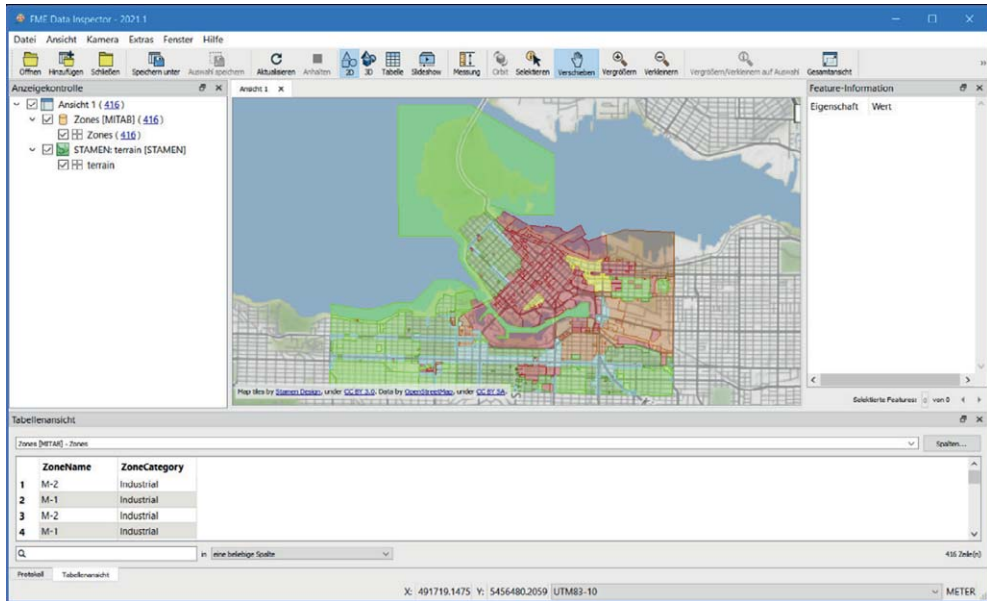 FME Data Inspector - 2021.1
Datei Ansicht Kamera Extras Fenster Hilfe
Öffnen Hinzufügen Schließen Speichern unter Auswahl speichern Aktualisieren Anhalten 2D 3D Tabelle Slideshow Messung Orbit Selektieren Verschieben Vergrößern Verkleinern Vergrößern/Verkleinern auf Auswahl Gesamtansicht
Anzeigekontrolle
Ansicht 1 (416)
Zones [MITAB] (416)
Zones (416)
STAMEN: terrain [STAMEN]
terrain
Ansicht 1
Map tiles by Stamen Design, under CC BY 3.0. Data by OpenStreetMap, under CC BY SA.
Feature-Information
Eigenschaft Wert
Selektierte Features: von 0
Tabellenansicht
Zones [MITAB] - Zones
Spalten...
ZoneName ZoneCategory
1 M-2 Industrial
2 M-1 Industrial
3 M-2 Industrial
4 M-1 Industrial
in eine beliebige Spalte
416 Zeile(n)
Protokoll Tabellenansicht
X: 491719.1475 Y: 5456480.2059 UTM83-10 METER